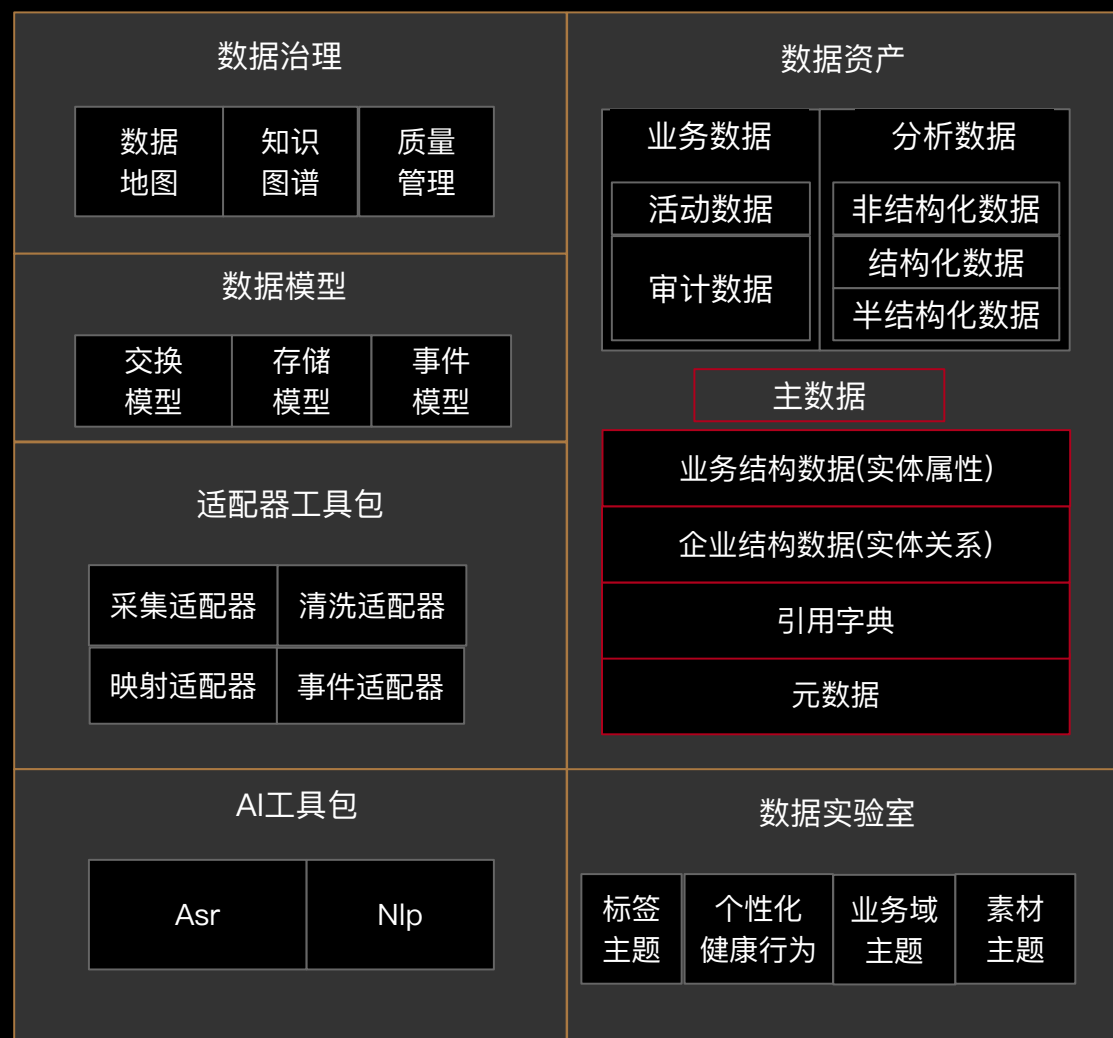 数据治理
数据
地图
知识
图谱
质量
管理
数据模型
交换
模型
存储
模型
事件
模型
适配器工具包
采集适配器
清洗适配器
映射适配器
事件适配器
AI工具包
Asr
Nlp
数据资产
业务数据
活动数据
审计数据
分析数据
非结构化数据
结构化数据
半结构化数据
主数据
业务结构数据(实体属性)
企业结构数据(实体关系)
引用字典
元数据
数据实验室
标签
主题
个性化
健康行为
业务域
主题
素材
主题